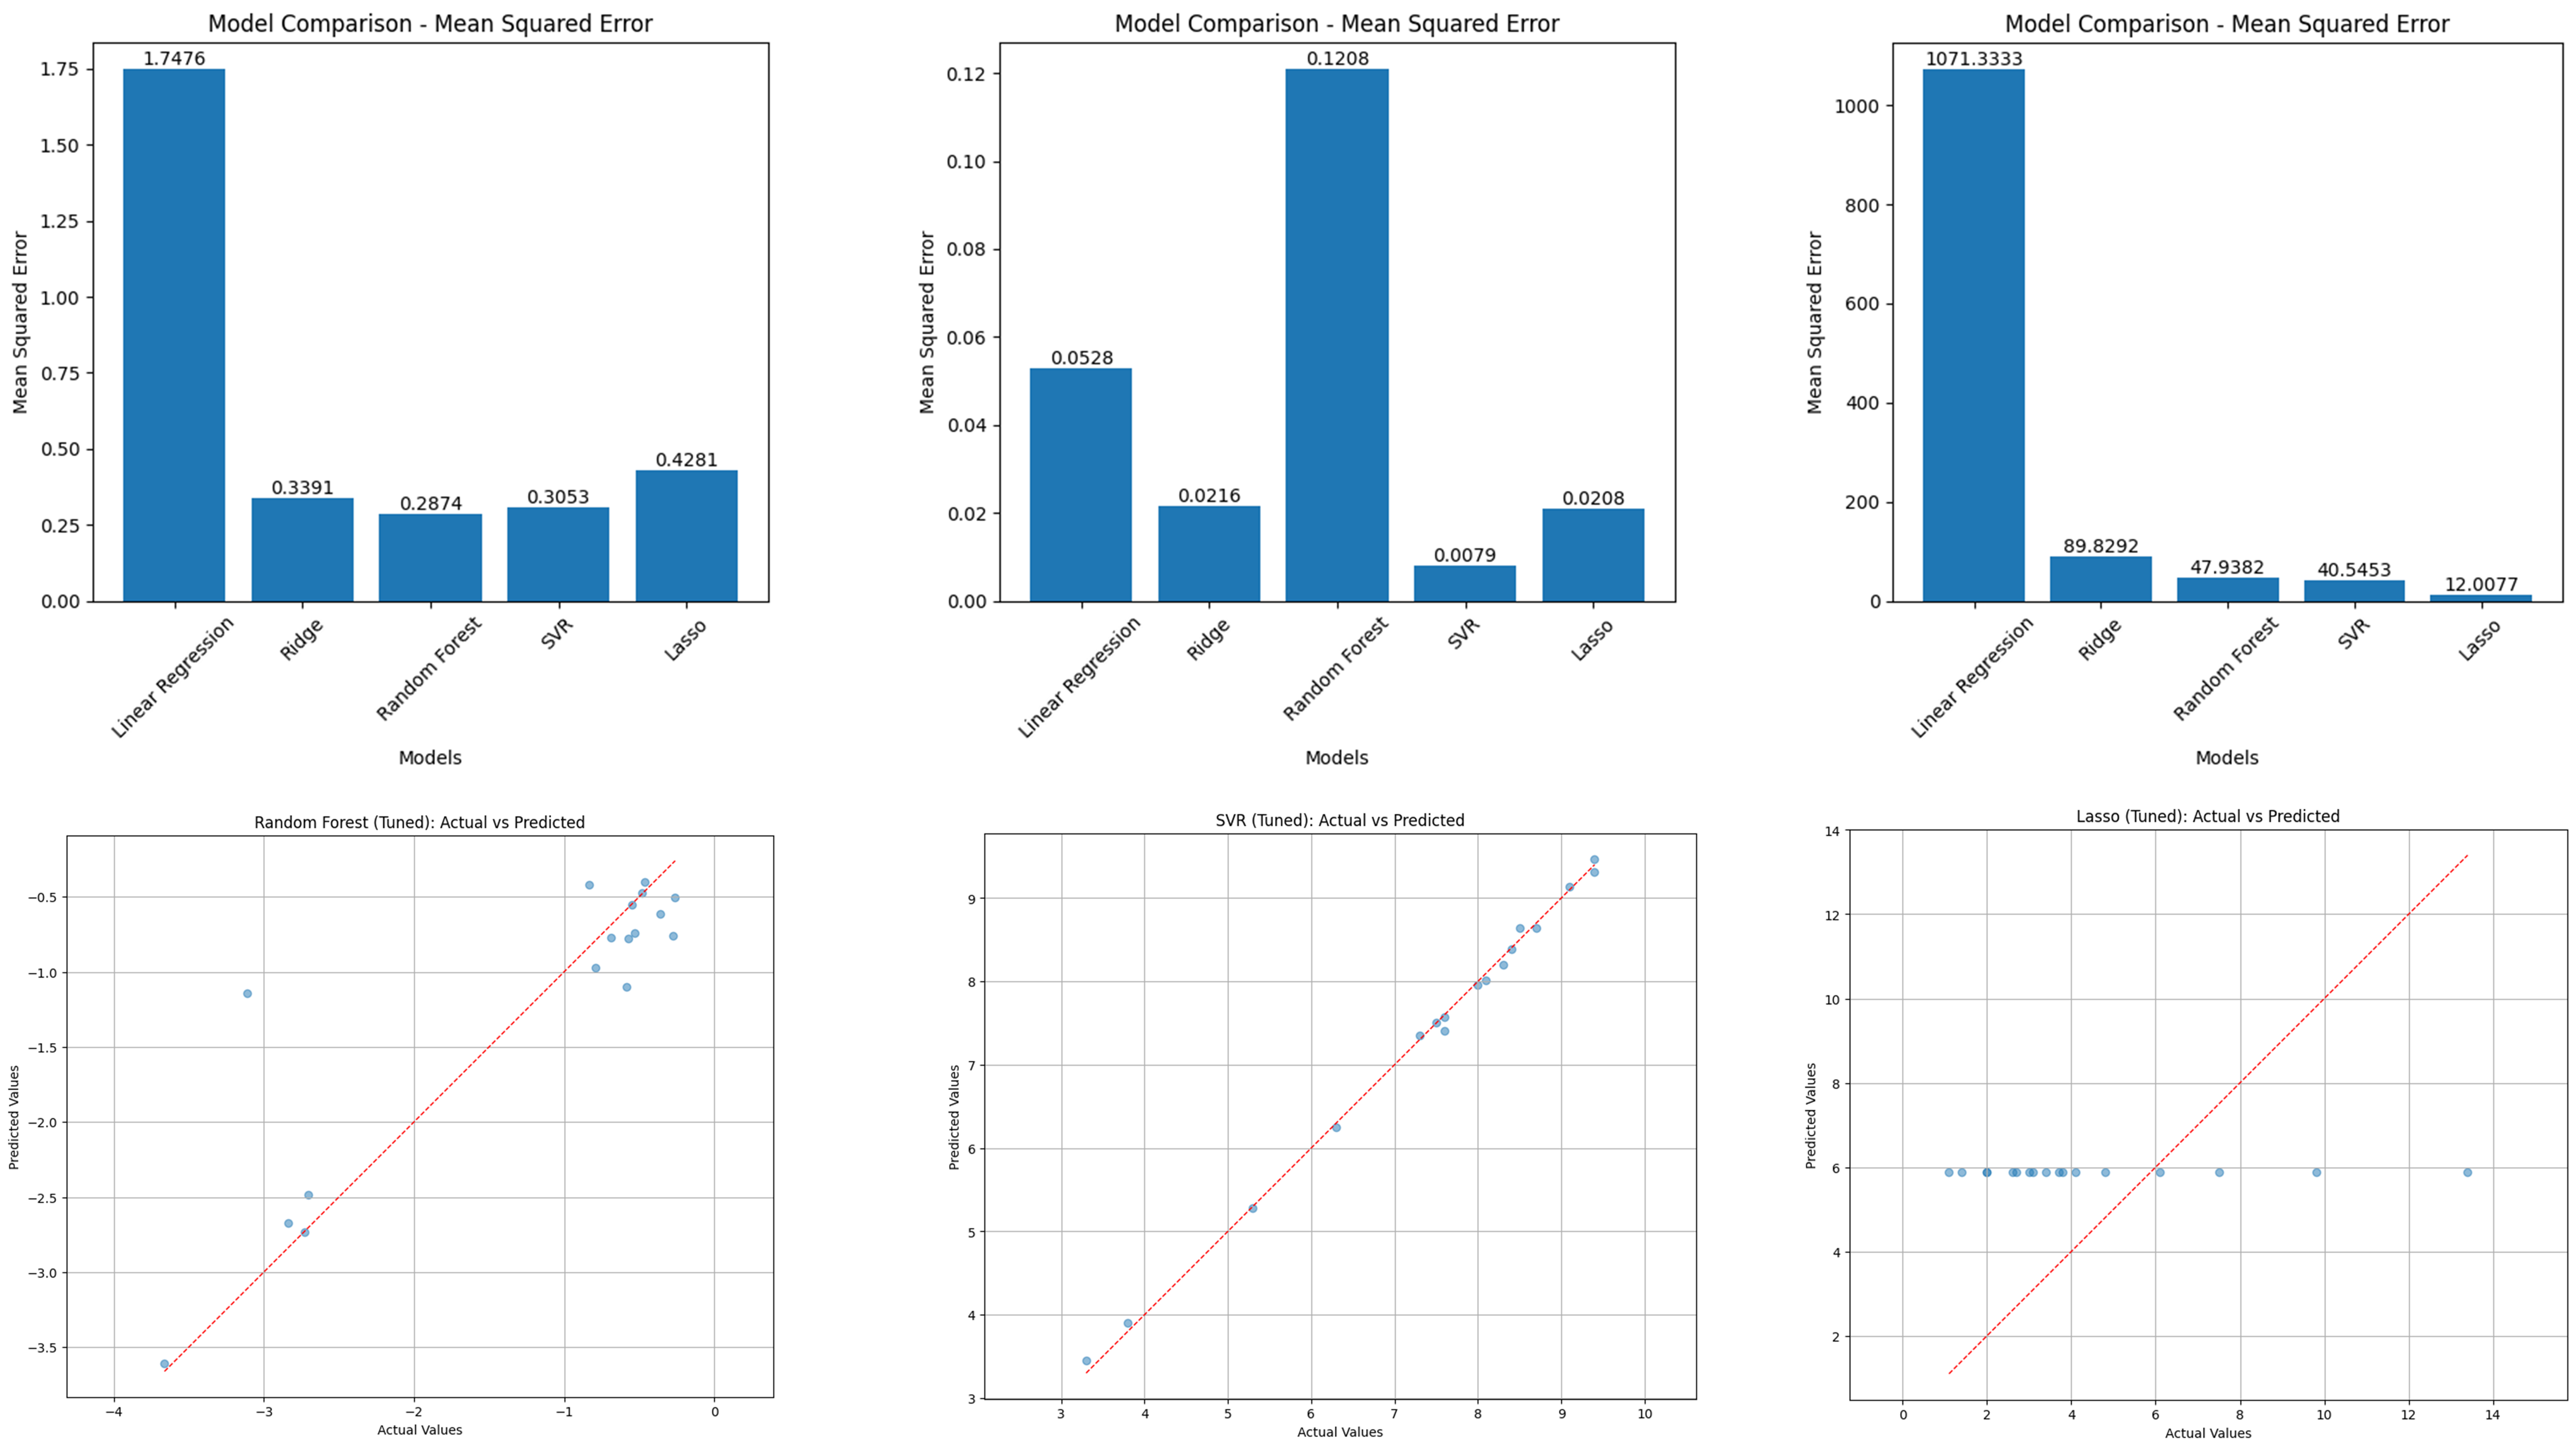 Model Comparison - Mean Squared Error
Mean Squared Error
1.75
1.50
1.25
1.00
0.75
0.50
0.25
0.00
1.7476
0.3391
0.2874
0.3053
0.4281
Linear Regression
Ridge
Random Forest
SVR
Lasso
Models
Model Comparison - Mean Squared Error
Mean Squared Error
0.12
0.10
0.08
0.06
0.04
0.02
0.00
0.0528
0.0216
0.1208
0.0079
0.0208
Linear Regression
Ridge
Random Forest
SVR
Lasso
Models
Model Comparison - Mean Squared Error
Mean Squared Error
1000
800
600
400
200
0
1071.3333
89.8292
47.9382
40.5453
12.0077
Linear Regression
Ridge
Random Forest
SVR
Lasso
Models
Random Forest (Tuned): Actual vs Predicted
Predicted Values
−0.5
−1.0
−1.5
−2.0
−2.5
−3.0
−3.5
−4
−3
−2
−1
0
Actual Values
SVR (Tuned): Actual vs Predicted
Predicted Values
9
8
7
6
5
4
3
3
4
5
6
7
8
9
10
Actual Values
Lasso (Tuned): Actual vs Predicted
Predicted Values
14
12
10
8
6
4
2
0
2
4
6
8
10
12
14
Actual Values